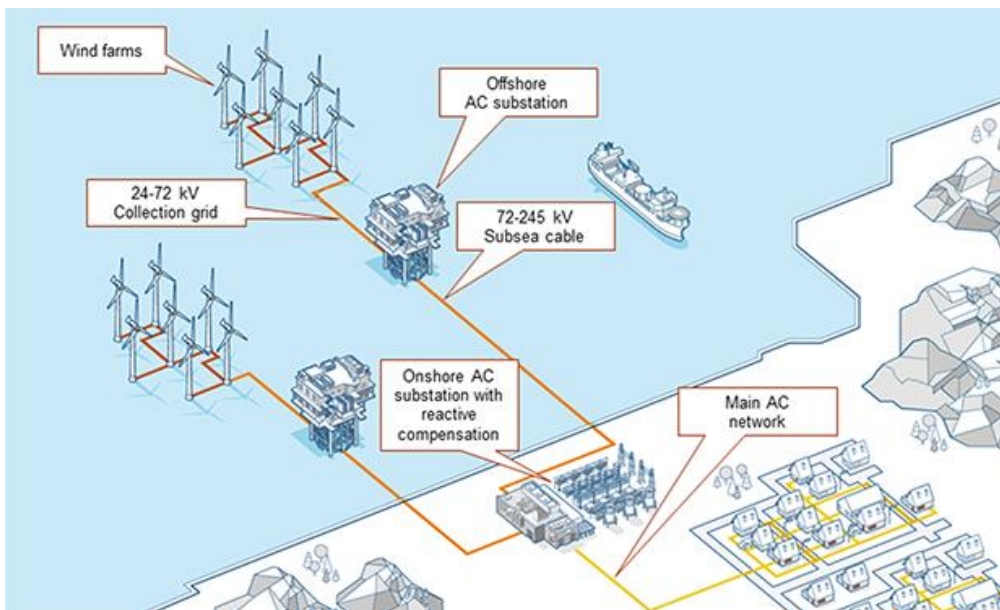 Wind farms
Offshore
AC substation
24-72 kV
Collection grid
72-245 kV
Subsea cable
Onshore AC
substation with
reactive
compensation
Main AC
network